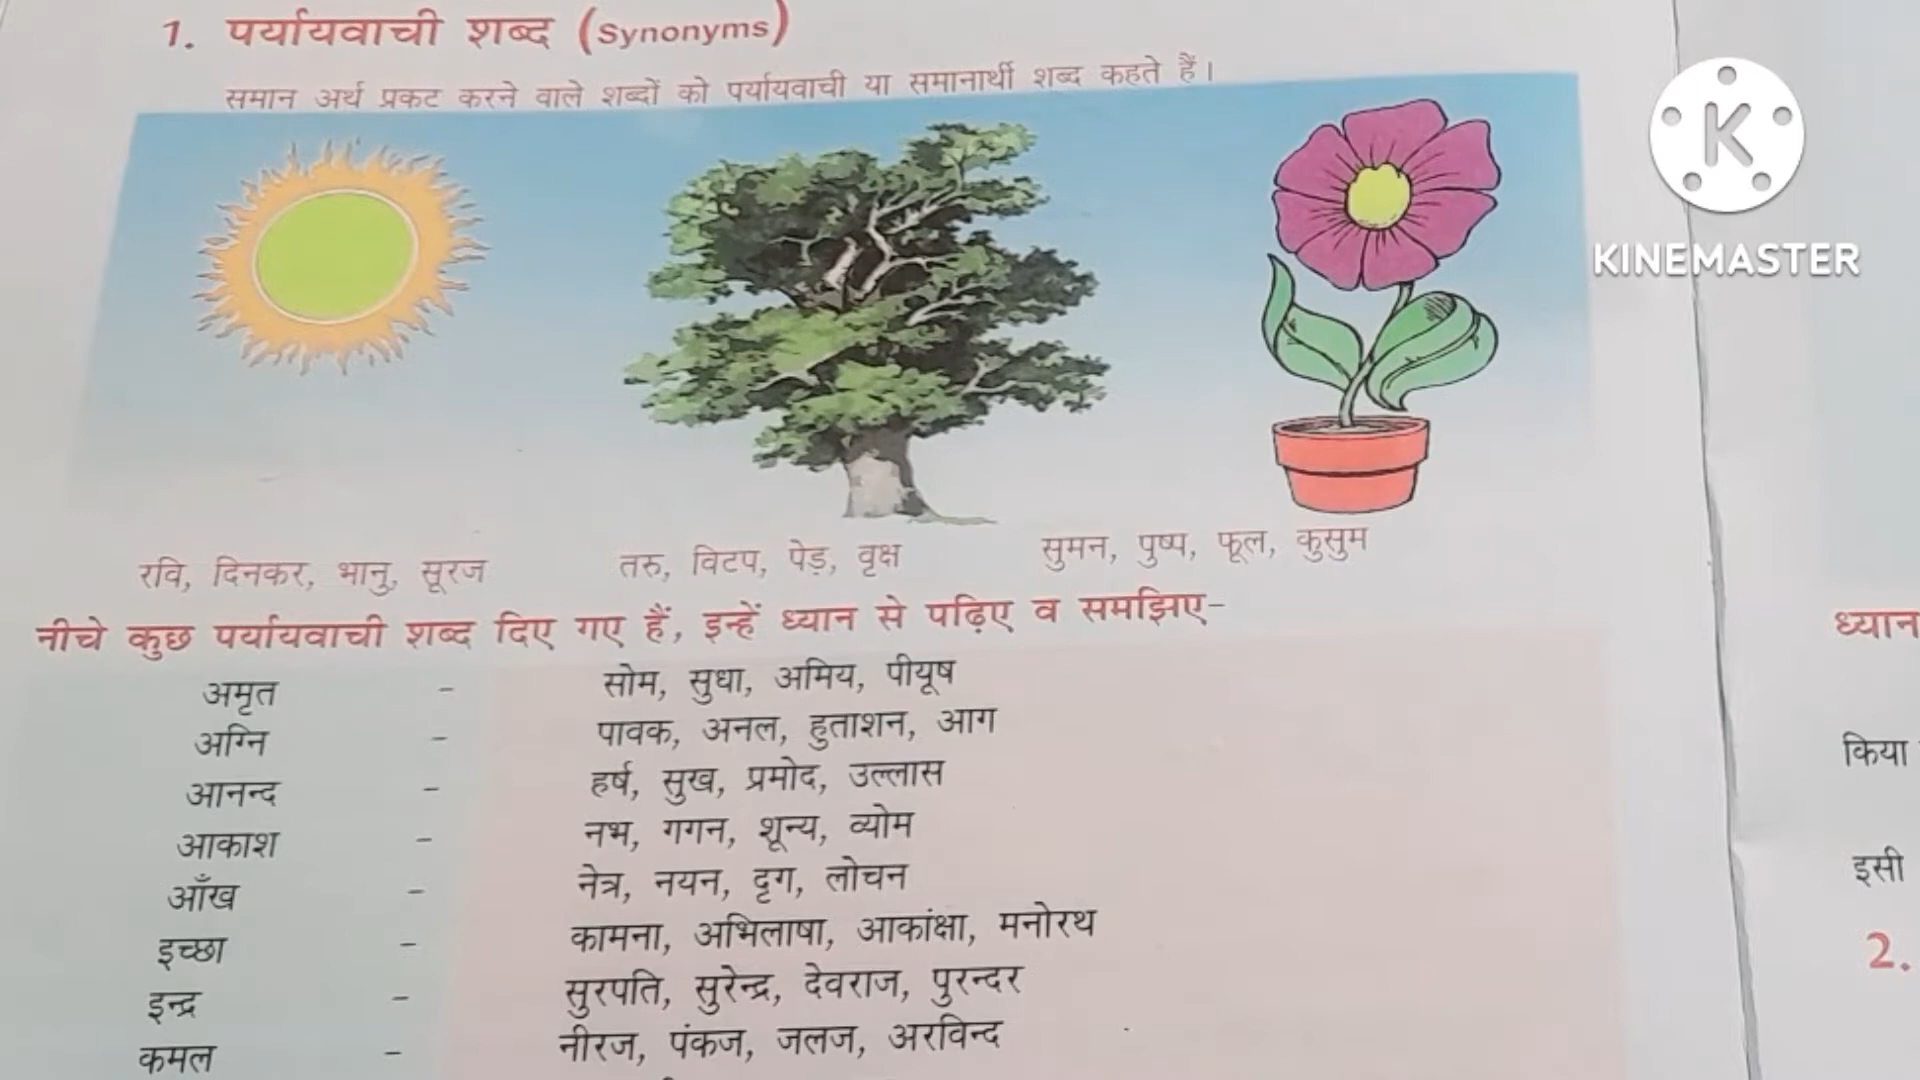 1. पर्यायवाची शब्द (Synonyms)
समान अर्थ प्रकट करने वाले शब्दों को पर्यायवाची या समानार्थी शब्द कहते हैं।
K
KINEMASTER
रवि, दिनकर, भानु, सूरज
तरु, विटप, पेड़, वृक्ष
सुमन, पुष्प, फूल, कुसुम
नीचे कुछ पर्यायवाची शब्द दिए गए हैं, इन्हें ध्यान से पढ़िए व समझिए-
अमृत - सोम, सुधा, अमिय, पीयूष
अग्नि - पावक, अनल, हुताशन, आग
आनन्द - हर्ष, सुख, प्रमोद, उल्लास
आकाश - नभ, गगन, शून्य, व्योम
आँख - नेत्र, नयन, दृग, लोचन
इच्छा - कामना, अभिलाषा, आकांक्षा, मनोरथ
इन्द्र - सुरपति, सुरेन्द्र, देवराज, पुरन्दर
कमल - नीरज, पंकज, जलज, अरविन्द
ध्यान
किया
इसी
2.